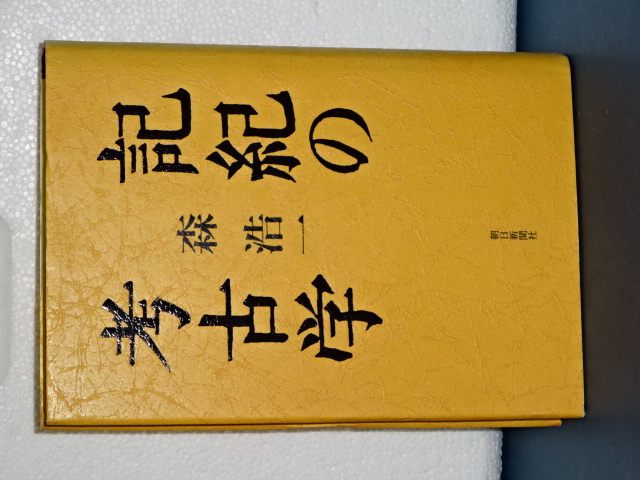 記紀の
考古学
森浩一
朝日新聞社